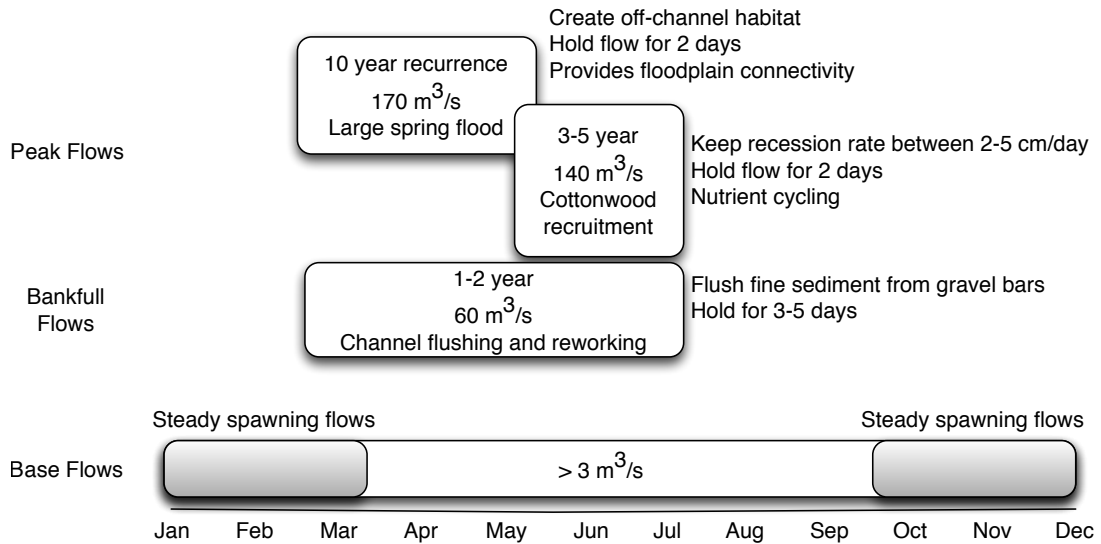 Create off-channel habitat
Hold flow for 2 days
Provides floodplain connectivity
10 year recurrence
170 m³/s
Large spring flood
Peak Flows
3-5 year
140 m³/s
Cottonwood
recruitment
Keep recession rate between 2-5 cm/day
Hold flow for 2 days
Nutrient cycling
Bankfull
Flows
1-2 year
60 m³/s
Channel flushing and reworking
Flush fine sediment from gravel bars
Hold for 3-5 days
Steady spawning flows
Steady spawning flows
Base Flows
> 3 m³/s
Jan Feb Mar Apr May Jun Jul Aug Sep Oct Nov Dec